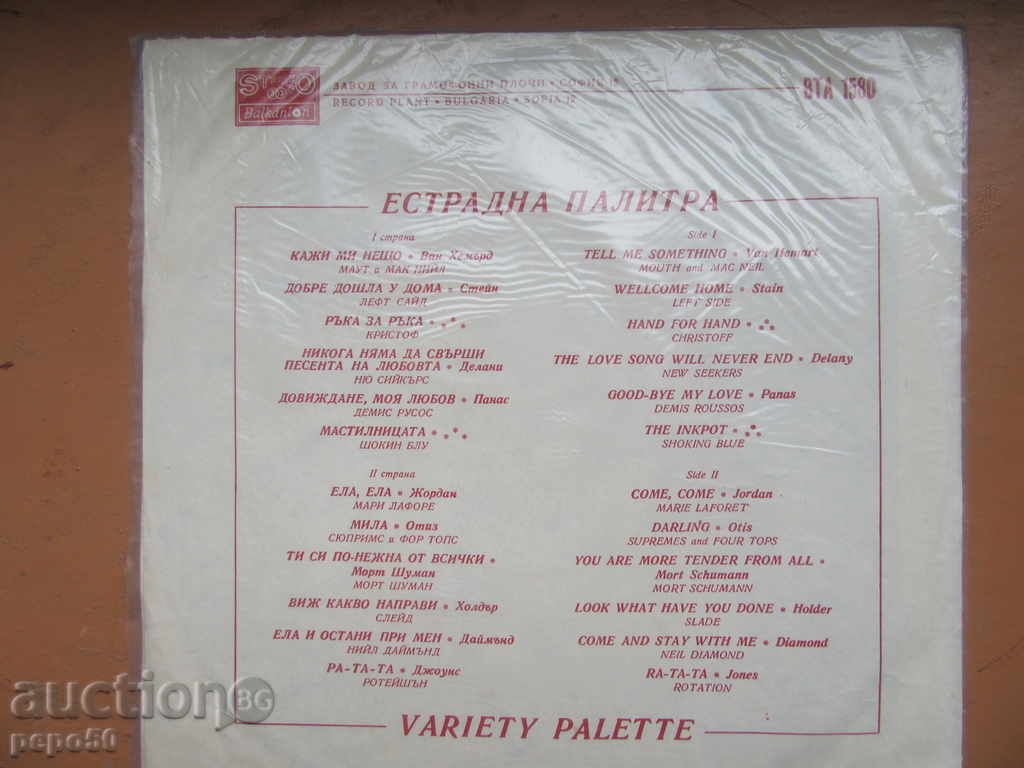 STEREO
Balkanton
ЗАВОД ЗА ГРАМОФОННИ ПЛОЧИ • СОФИЯ 12
RECORD PLANT • BULGARIA • SOFIA 12
ВТА 1580
ЕСТРАДНА ПАЛИТРА
I страна
КАЖИ МИ НЕЩО • Ван Хемърд
МАУТ и МАК НИЙЛ
ДОБРЕ ДОШЛА У ДОМА • Стейн
ЛЕФТ САЙД
РЪКА ЗА РЪКА •
КРИСТОФ
НИКОГА НЯМА ДА СВЪРШИ
ПЕСЕНТА НА ЛЮБОВТА • Делани
НЮ СИЙКЪРС
ДОВИЖДАНЕ, МОЯ ЛЮБОВ • Панас
ДЕМИС РУСОС
МАСТИЛНИЦАТА •
ШОКИН БЛУ
II страна
ЕЛА, ЕЛА • Жордан
МАРИ ЛАФОРЕ
МИЛА • Отиз
СЮПРИМС и ФОР ТОПС
ТИ СИ ПО-НЕЖНА ОТ ВСИЧКИ •
Морт Шуман
МОРТ ШУМАН
ВИЖ КАКВО НАПРАВИ • Холдър
СЛЕЙД
ЕЛА И ОСТАНИ ПРИ МЕН • Даймънд
НИЙЛ ДАЙМЪНД
РА-ТА-ТА • Джоунс
РОТЕЙШЪН
Side I
TELL ME SOMETHING • Van Hemart
MOUTH and MAC NEIL
WELLCOME HOME • Stain
LEFT SIDE
HAND FOR HAND •
CHRISTOFF
THE LOVE SONG WILL NEVER END • Delany
NEW SEEKERS
GOOD-BYE MY LOVE • Panas
DEMIS ROUSSOS
THE INKPOT •
SHOKING BLUE
Side II
COME, COME • Jordan
MARIE LAFORET
DARLING • Otis
SUPREMES and FOUR TOPS
YOU ARE MORE TENDER FROM ALL •
Mort Schumann
MORT SCHUMANN
LOOK WHAT HAVE YOU DONE • Holder
SLADE
COME AND STAY WITH ME • Diamond
NEIL DIAMOND
RA-TA-TA • Jones
ROTATION
VARIETY PALETTE
auction BG
pepo50